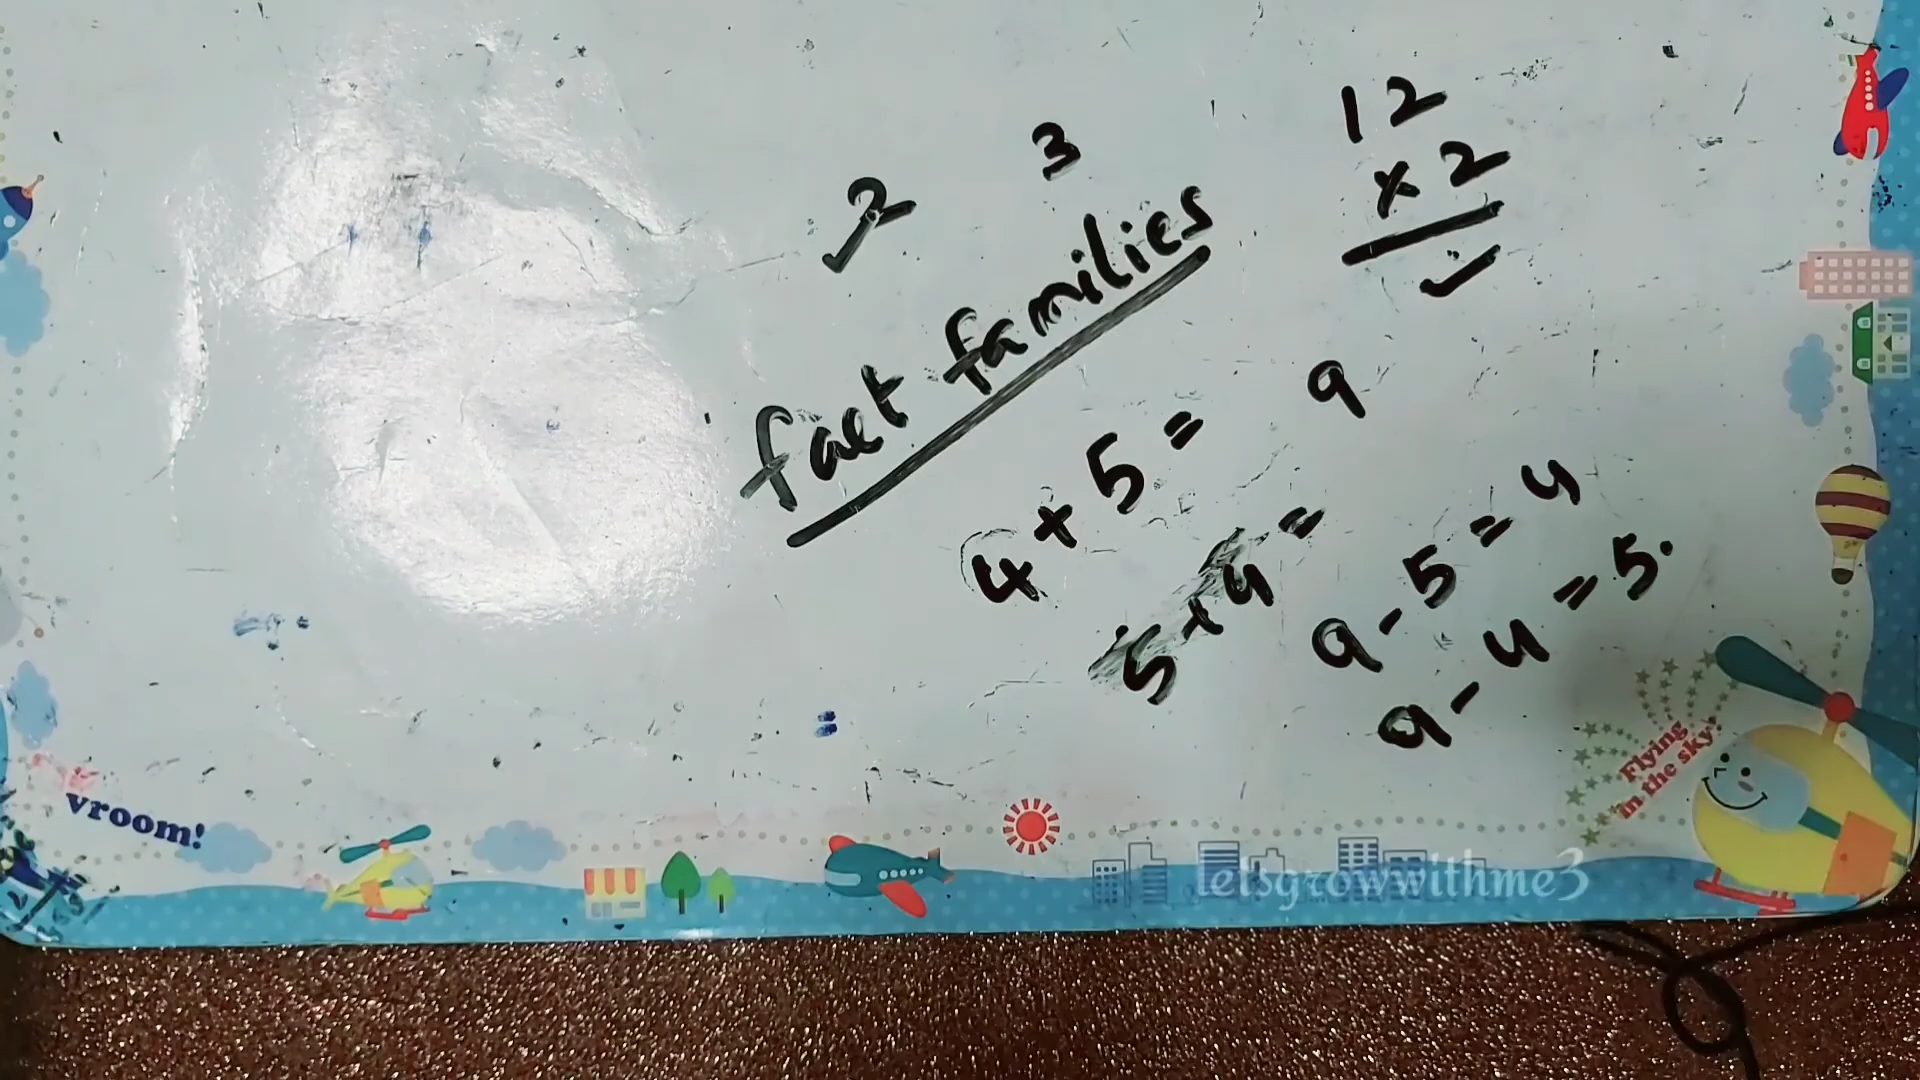 2 3
12
× 2
fact families
4 + 5 = 9
5 + 4 =
9 - 5 = 4
9 - 4 = 5.
Flying
in the sky!
vroom!
letsgrowwithme3